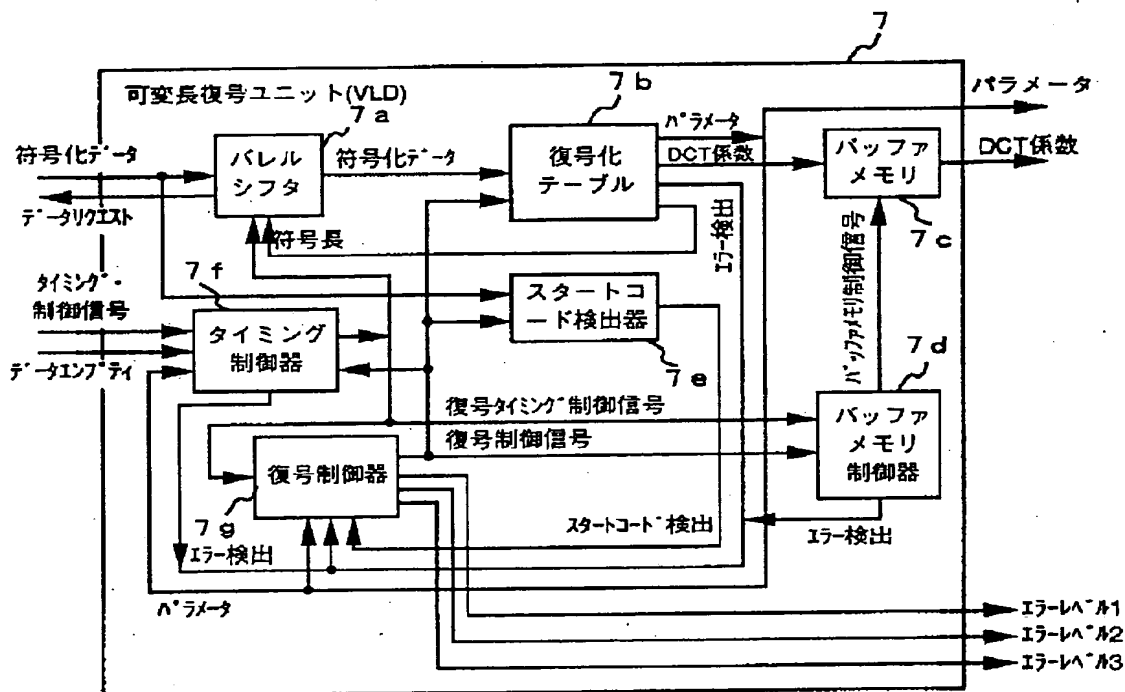 7
可変長復号ユニット(VLD)
7a
7b
パラメータ
符号化データ
バレル
シフタ
符号化データ
復号化
テーブル
パラメータ
DCT係数
バッファ
メモリ
DCT係数
データリクエスト
符号長
エラー検出
7c
バッファメモリ制御信号
7f
タイミング・
制御信号
タイミング
制御器
データエンプティ
スタートコ
ード検出器
7e
7d
復号タイミング制御信号
復号制御信号
バッファ
メモリ
制御器
復号制御器
7g
エラー検出
スタートコード検出
エラー検出
パラメータ
エラーレベル1
エラーレベル2
エラーレベル3